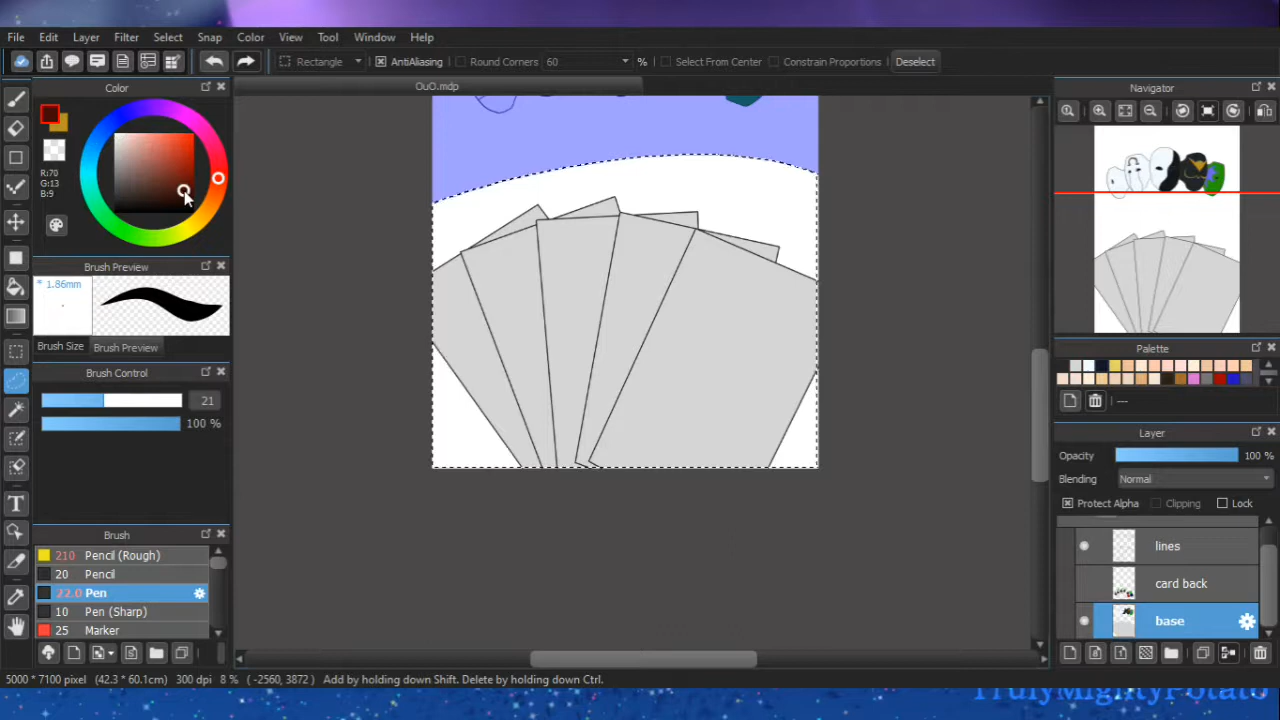 File Edit Layer Filter Select Snap Color View Tool Window Help
Rectangle AntiAliasing Round Corners 60 % Select From Center Constrain Proportions Deselect
Color
OuO.mdp
Navigator
R:70
G:13
B:9
Brush Preview
* 1.86mm
Brush Size Brush Preview
Palette
Brush Control
21
100 %
---
Layer
Opacity 100 %
Blending Normal
Protect Alpha Clipping Lock
lines
card back
base
Brush
210 Pencil (Rough)
20 Pencil
22.0 Pen
10 Pen (Sharp)
25 Marker
5000 * 7100 pixel (42.3 * 60.1cm) 300 dpi 8 % ( -2560, 3872 ) Add by holding down Shift. Delete by holding down Ctrl.
TrulyMightyPotato